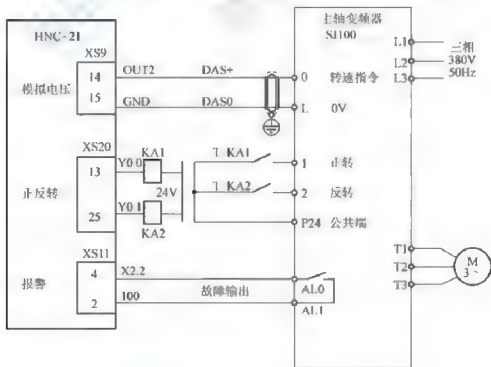 HNC-21
XS9
模拟电压
14
15
OUT2
DAS+
GND
DAS0
主轴变频器
SJ100
O
转速指令
L
0V
L1
L2
L3
三相
380V
50Hz
XS20
正反转
13
25
Y0 0
KA1
24V
Y0 1
KA2
T KA1
1
正转
T KA2
2
反转
P24
公共端
XS11
报警
4
2
X2.2
100
故障输出
AL0
AL1
T1
T2
T3
M
3~